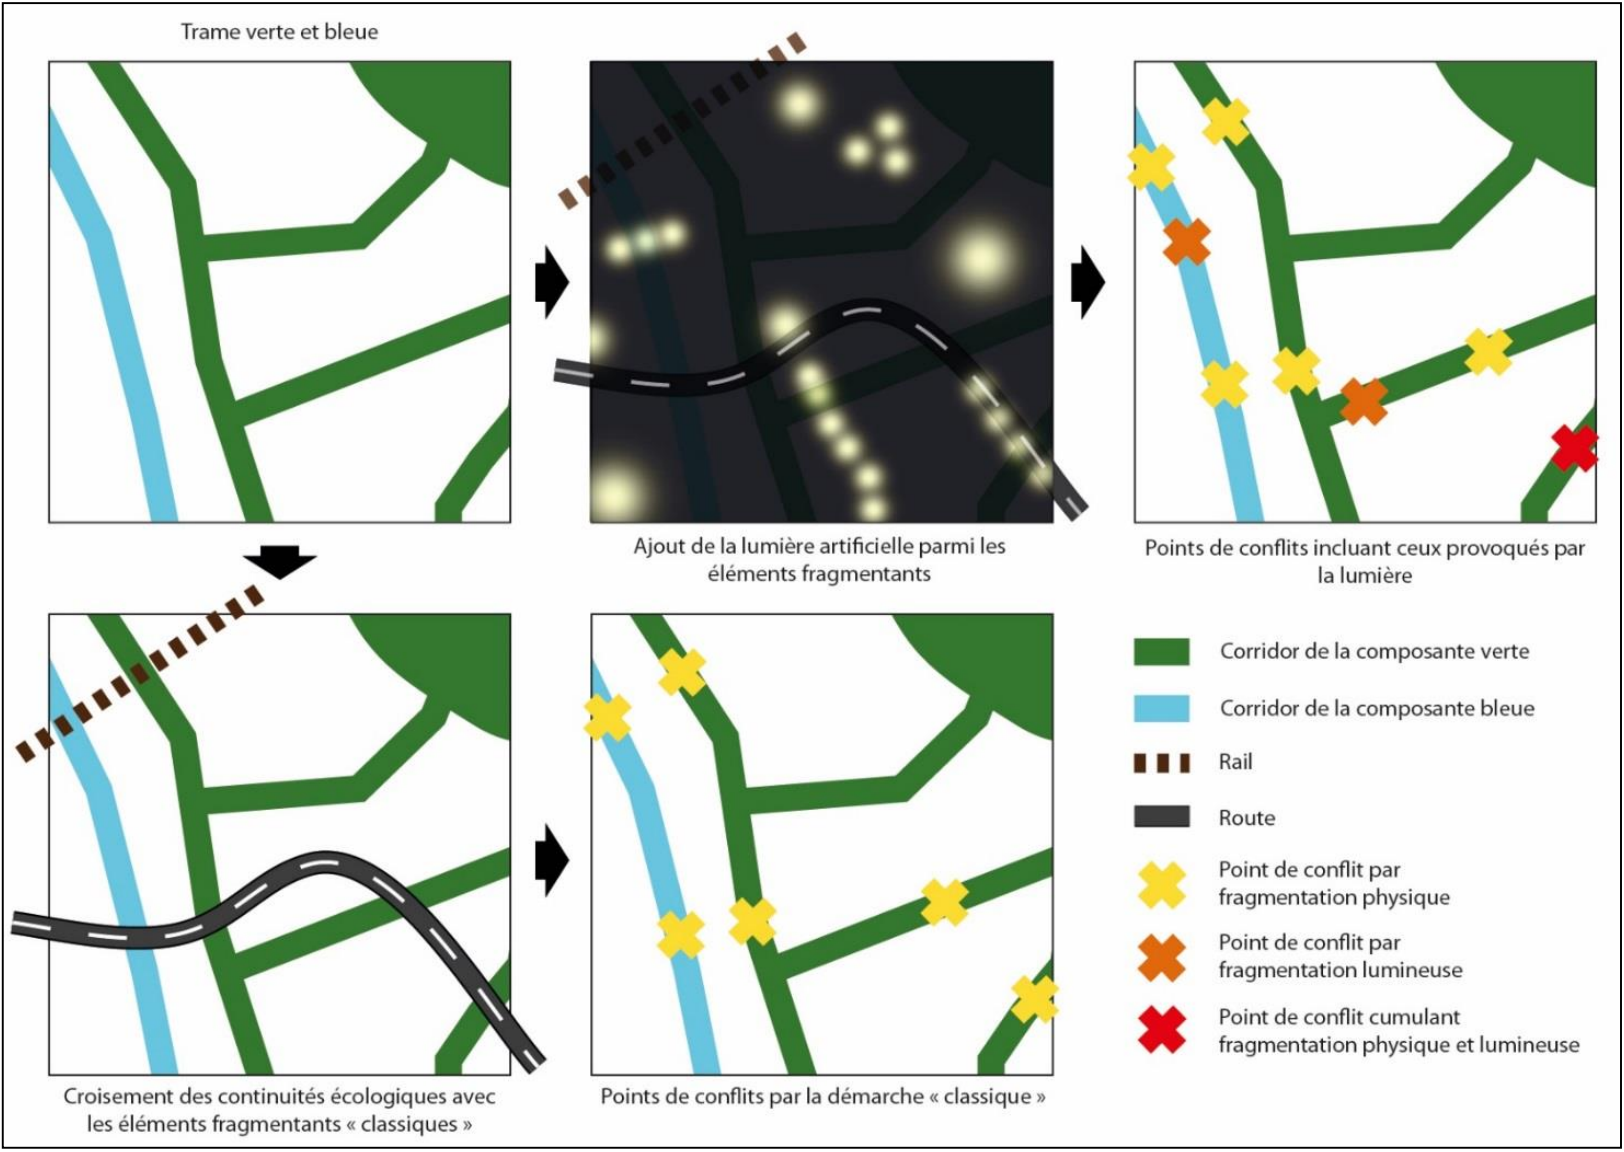 Trame verte et bleue
Ajout de la lumière artificielle parmi les
éléments fragmentants
Points de conflits incluant ceux provoqués par
la lumière
Croisement des continuités écologiques avec
les éléments fragmentants « classiques »
Points de conflits par la démarche « classique »
Corridor de la composante verte
Corridor de la composante bleue
Rail
Route
Point de conflit par
fragmentation physique
Point de conflit par
fragmentation lumineuse
Point de conflit cumulant
fragmentation physique et lumineuse